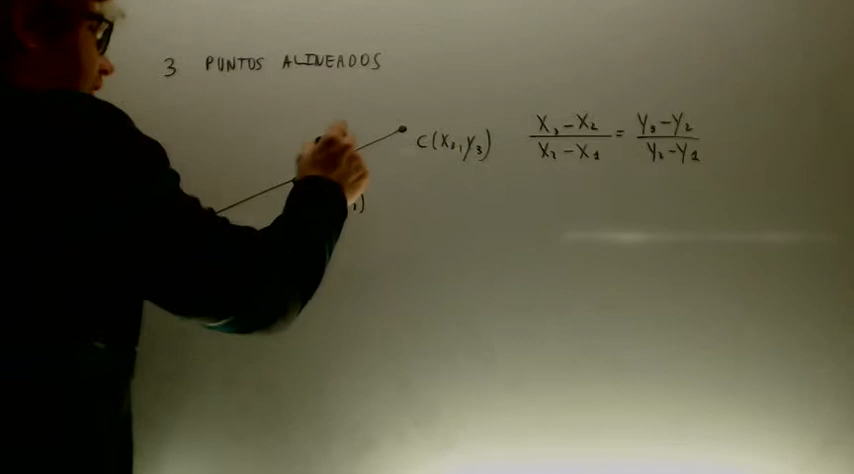 3 PUNTOS ALINEADOS
C(X₃,Y₃)
(X₃-X₂)/(X₂-X₁) = (Y₃-Y₂)/(Y₂-Y₁)